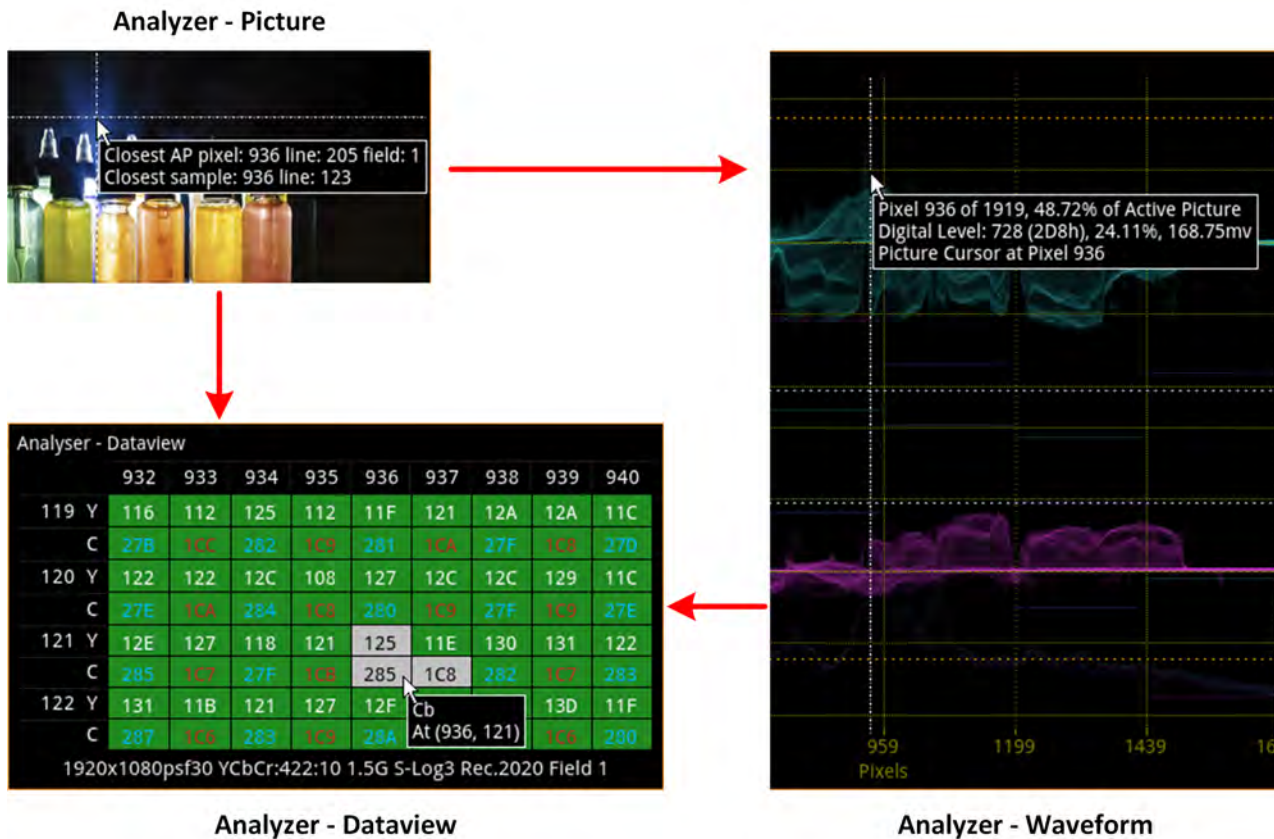 Analyzer - Picture
Closest AP pixel: 936 line: 205 field: 1
Closest sample: 936 line: 123
Pixel 936 of 1919, 48.72% of Active Picture
Digital Level: 728 (2D8h), 24.11%, 168.75mv
Picture Cursor at Pixel 936
959 1199 1439
Pixels
Analyser - Dataview
932 933 934 935 936 937 938 939 940
119 Y 116 112 125 112 11F 121 12A 12A 11C
C 27B 1CC 282 1C9 281 1CA 27F 1C8 27D
120 Y 122 122 12C 108 127 12C 12C 129 11C
C 27E 1CA 284 280 1C9 27F 1C9 27E
121 Y 12E 127 118 121 125 11E 130 131 122
C 285 1C7 27F 285 1C8 282 1C7 283
122 Y 131 11B 121 127 12F 13D 11F
C 287 1C6 283 1C9 28A 1C6 280
Cb
At (936, 121)
1920x1080psf30 YCbCr:422:10 1.5G S-Log3 Rec.2020 Field 1
Analyzer - Dataview
Analyzer - Waveform